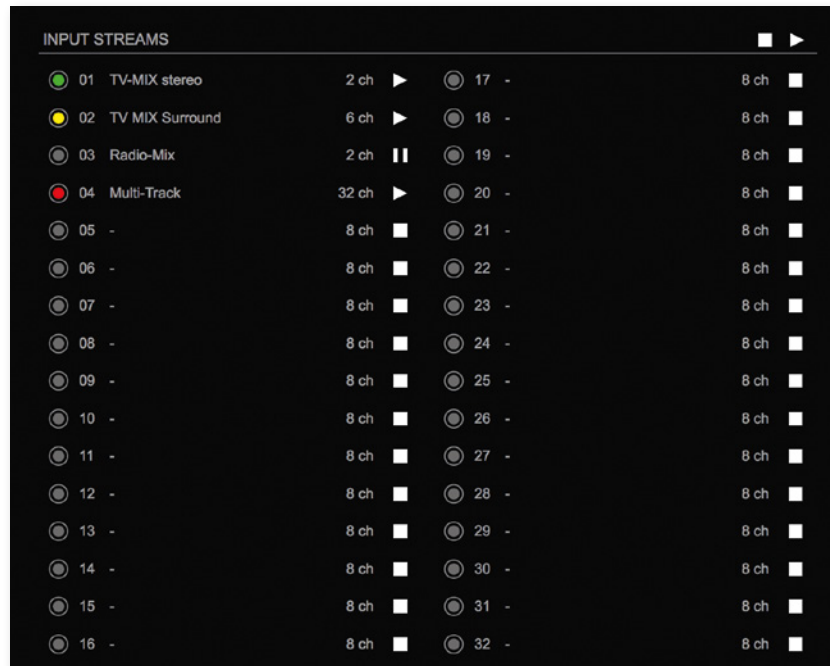 INPUT STREAMS
01 TV-MIX stereo 2 ch 17 - 8 ch
02 TV MIX Surround 6 ch 18 - 8 ch
03 Radio-Mix 2 ch 19 - 8 ch
04 Multi-Track 32 ch 20 - 8 ch
05 - 8 ch 21 - 8 ch
06 - 8 ch 22 - 8 ch
07 - 8 ch 23 - 8 ch
08 - 8 ch 24 - 8 ch
09 - 8 ch 25 - 8 ch
10 - 8 ch 26 - 8 ch
11 - 8 ch 27 - 8 ch
12 - 8 ch 28 - 8 ch
13 - 8 ch 29 - 8 ch
14 - 8 ch 30 - 8 ch
15 - 8 ch 31 - 8 ch
16 - 8 ch 32 - 8 ch